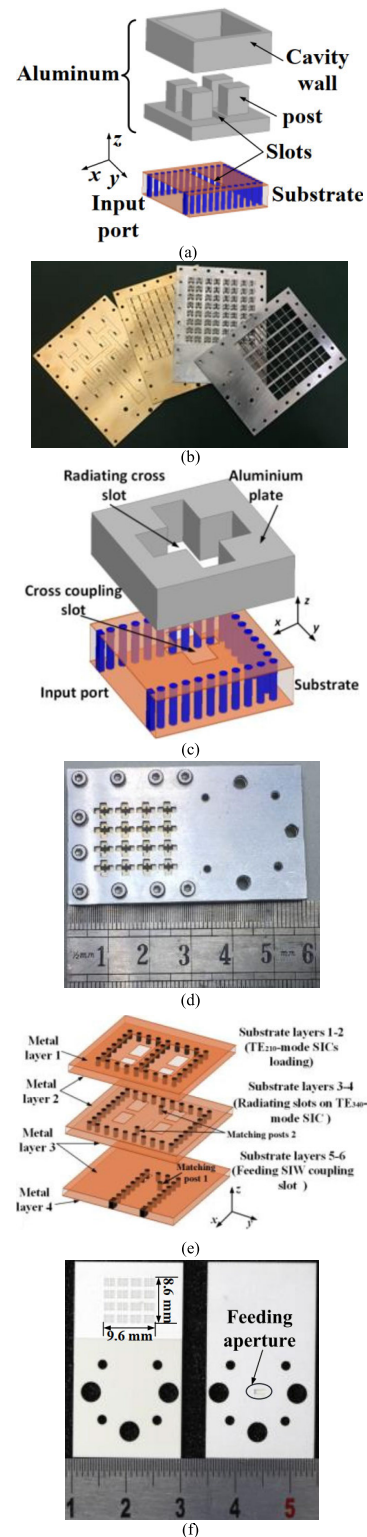 Aluminum
Cavity
wall
post
Slots
z
x
y
Input
port
Substrate
(a)
(b)
Radiating cross
slot
Aluminium
plate
Cross coupling
slot
z
x
y
Input port
Substrate
(c)
1 2 3 4 5 6
(d)
Metal
layer 1
Metal
layer 2
Metal
layer 3
Metal
layer 4
Substrate layers 1-2
(TE210-mode SICs
loading)
Substrate layers 3-4
(Radiating slots on TE340-
mode SIC)
Matching posts 2
Substrate layers 5-6
(Feeding SIW coupling
slot )
Matching
post 1
z
x
y
(e)
8.6 mm
9.6 mm
Feeding
aperture
1 2 3 4 5
(f)